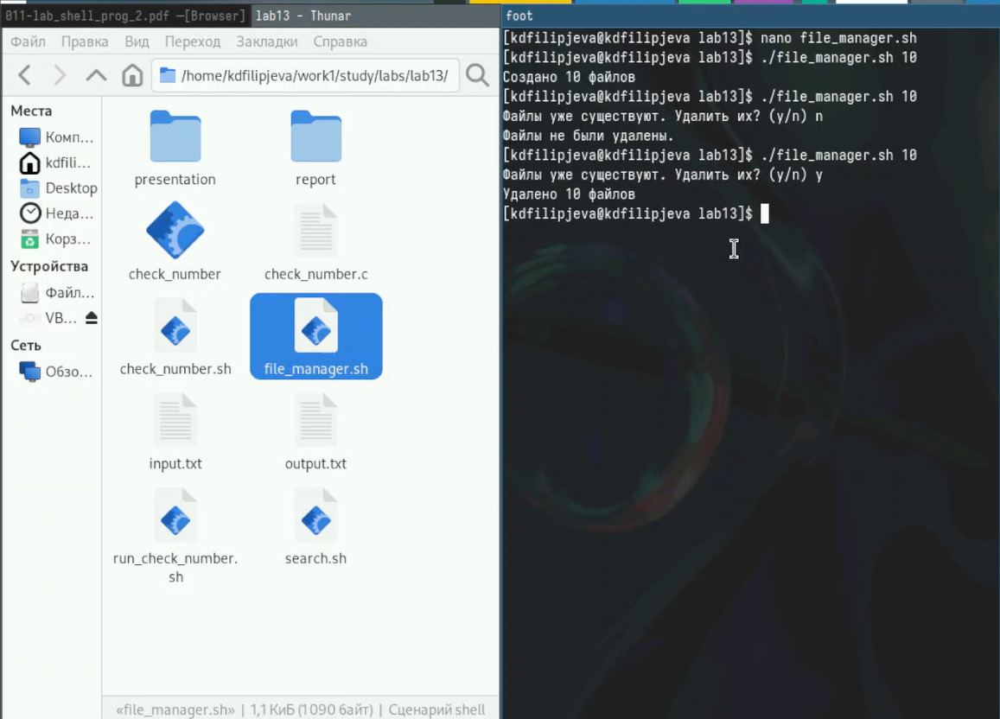 011-lab_shell_prog_2.pdf —[Browser]
lab13 - Thunar
Файл Правка Вид Переход Закладки Справка
/home/kdfilipjeva/work1/study/labs/lab13/
Места
Комп...
kdfili...
Desktop
Неда...
Корз...
Устройства
Файл...
VB...
Сеть
Обзо...
presentation
report
check_number
check_number.c
check_number.sh
file_manager.sh
input.txt
output.txt
run_check_number.
sh
search.sh
«file_manager.sh» | 1,1 КиБ (1090 байт) | Сценарий shell
foot
[kdfilipjeva@kdfilipjeva lab13]$ nano file_manager.sh
[kdfilipjeva@kdfilipjeva lab13]$ ./file_manager.sh 10
Создано 10 файлов
[kdfilipjeva@kdfilipjeva lab13]$ ./file_manager.sh 10
Файлы уже существуют. Удалить их? (y/n) n
Файлы не были удалены.
[kdfilipjeva@kdfilipjeva lab13]$ ./file_manager.sh 10
Файлы уже существуют. Удалить их? (y/n) y
Удалено 10 файлов
[kdfilipjeva@kdfilipjeva lab13]$